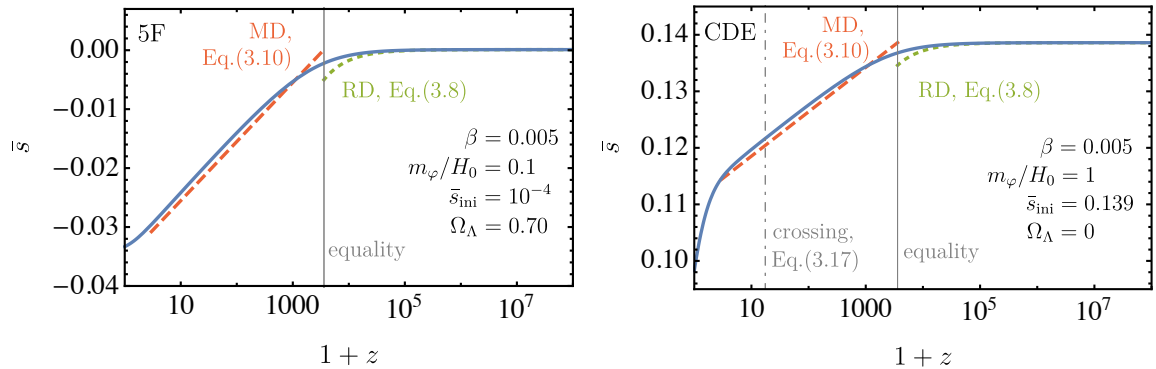 5F
MD,
Eq.(3.10)
RD, Eq.(3.8)
β = 0.005
m_φ/H_0 = 0.1
s̄_ini = 10^{-4}
Ω_Λ = 0.70
equality
0.00
−0.01
−0.02
−0.03
−0.04
s̄
10
1000
10^5
10^7
1 + z
CDE
MD,
Eq.(3.10)
RD, Eq.(3.8)
β = 0.005
m_φ/H_0 = 1
s̄_ini = 0.139
Ω_Λ = 0
crossing,
Eq.(3.17)
equality
0.14
0.13
0.12
0.11
0.10
s̄
10
1000
10^5
10^7
1 + z